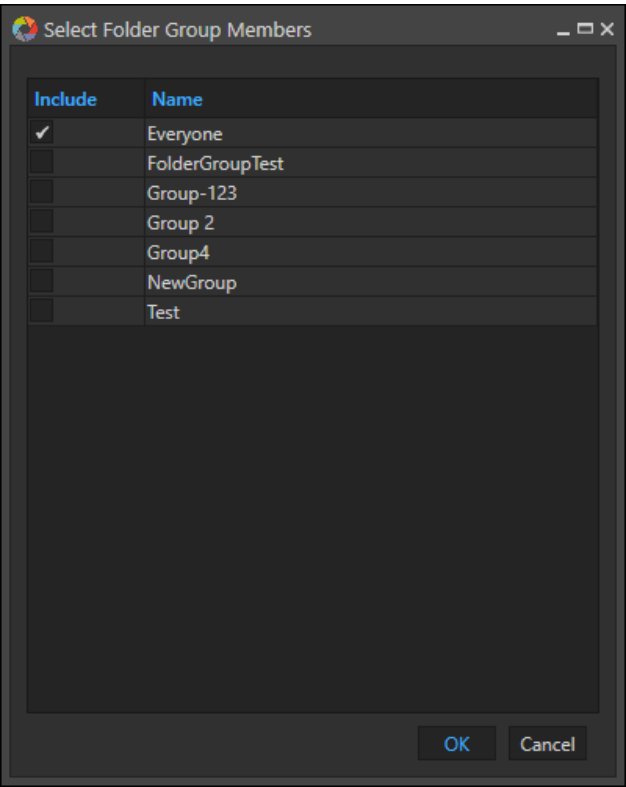 Select Folder Group Members
Include Name
Everyone
FolderGroupTest
Group-123
Group 2
Group4
NewGroup
Test
OK Cancel